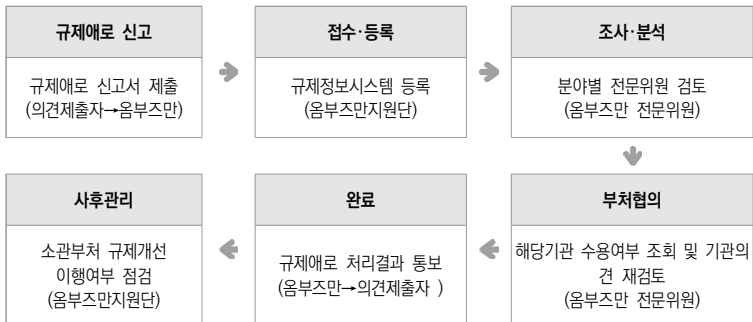 규제애로 신고
규제애로 신고서 제출
(의견제출자→옴부즈만)
접수·등록
규제정보시스템 등록
(옴부즈만지원단)
조사·분석
분야별 전문위원 검토
(옴부즈만 전문위원)
부처협의
해당기관 수용여부 조회 및 기관의
견 재검토
(옴부즈만 전문위원)
완료
규제애로 처리결과 통보
(옴부즈만→의견제출자 )
사후관리
소관부처 규제개선
이행여부 점검
(옴부즈만지원단)